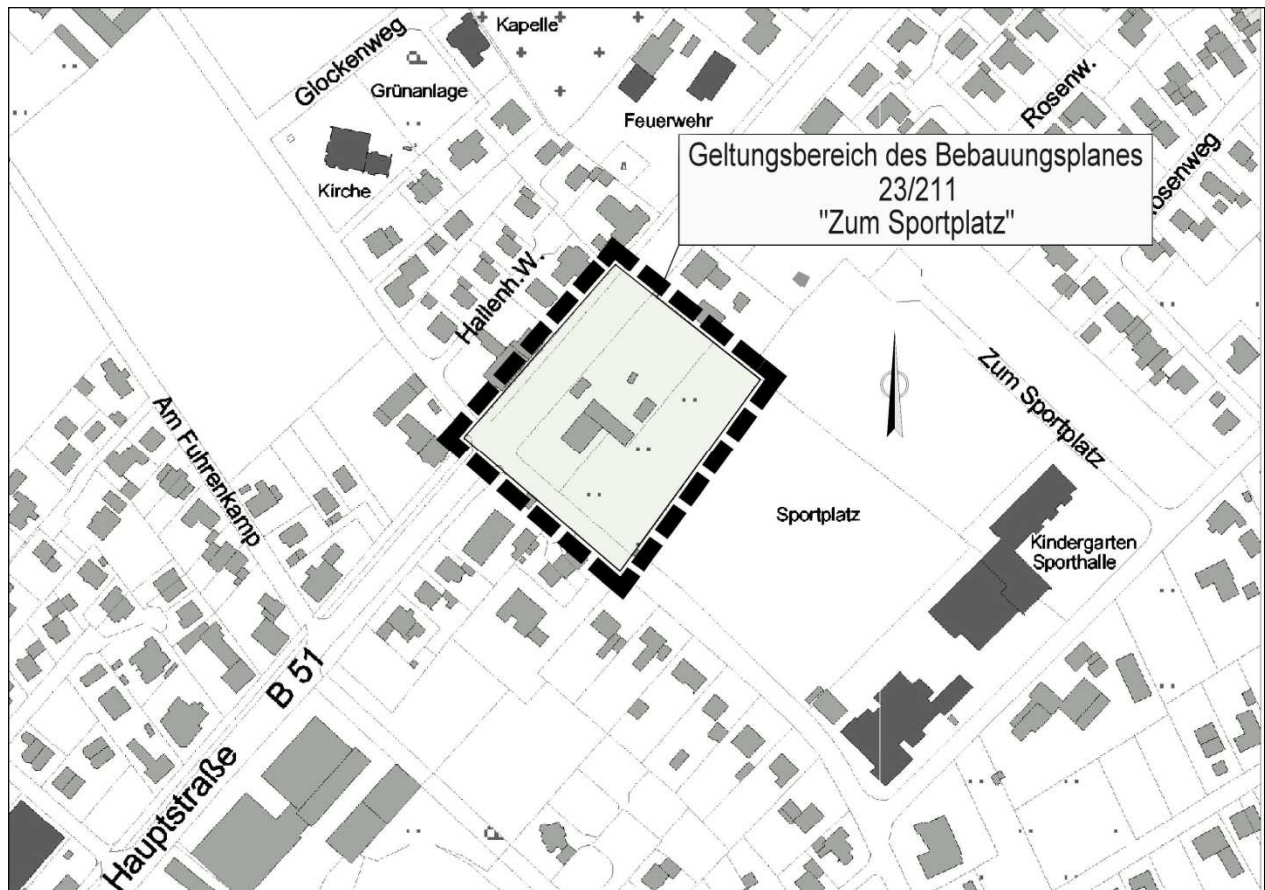 Kapelle
Glockenweg
Grünanlage
Feuerwehr
Kirche
Rosenw.
Rosenweg
Geltungsbereich des Bebauungsplanes
23/211
"Zum Sportplatz"
Hallenh.W.
Zum Sportplatz
Am Fuhrenkamp
Sportplatz
Kindergarten
Sporthalle
B 51
Hauptstraße